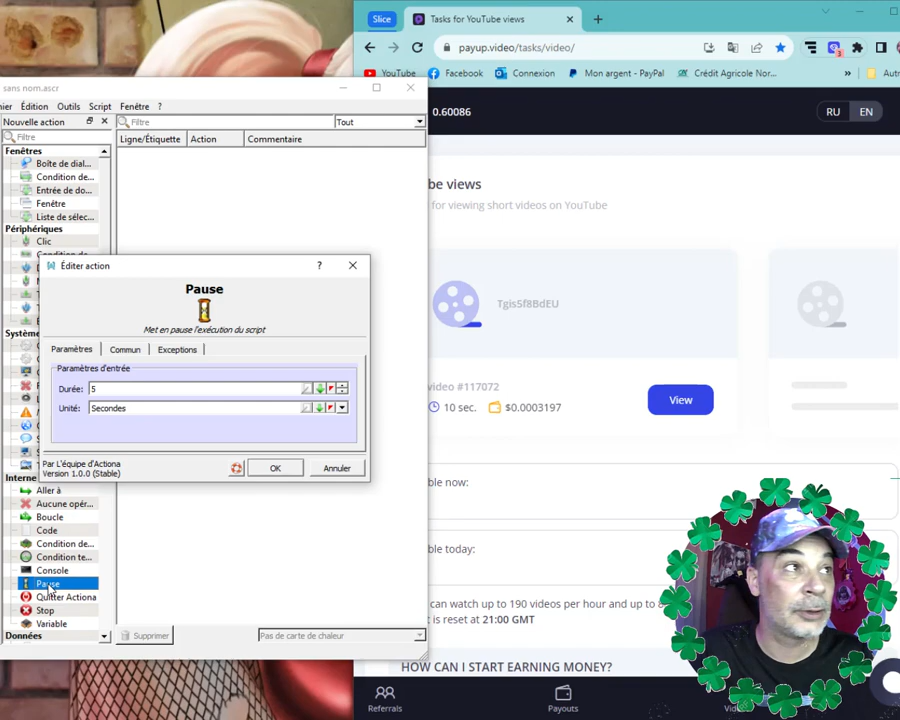 Slice
Tasks for YouTube views
payup.video/tasks/video/
YouTube
Facebook
Connexion
Mon argent - PayPal
Crédit Agricole Nor...
»
Autr
3
sans nom.ascr
ier Édition Outils Script Fenêtre ?
Nouvelle action
Filtre
Filtre
Tout
Ligne/Étiquette Action Commentaire
Fenêtres
Boîte de dial...
Condition de...
Entrée de do...
Fenêtre
Liste de sélec...
Périphériques
Clic
Système
Interne
Aller à
Aucune opér...
Boucle
Code
Condition de...
Condition te...
Console
Pause
Quitter Actiona
Stop
Variable
Données
Supprimer
Pas de carte de chaleur
Éditer action
?
Pause
Met en pause l'exécution du script
Paramètres Commun Exceptions
Paramètres d'entrée
Durée: 5
Unité: Secondes
Par L'équipe d'Actiona
Version 1.0.0 (Stable)
OK
Annuler
0.60086
RU EN
be views
for viewing short videos on YouTube
Tgis5f8BdEU
video #117072
10 sec. $0.0003197
View
ble now:
ble today:
can watch up to 190 videos per hour and up to
t is reset at 21:00 GMT
HOW CAN I START EARNING MONEY?
Referrals
Payouts